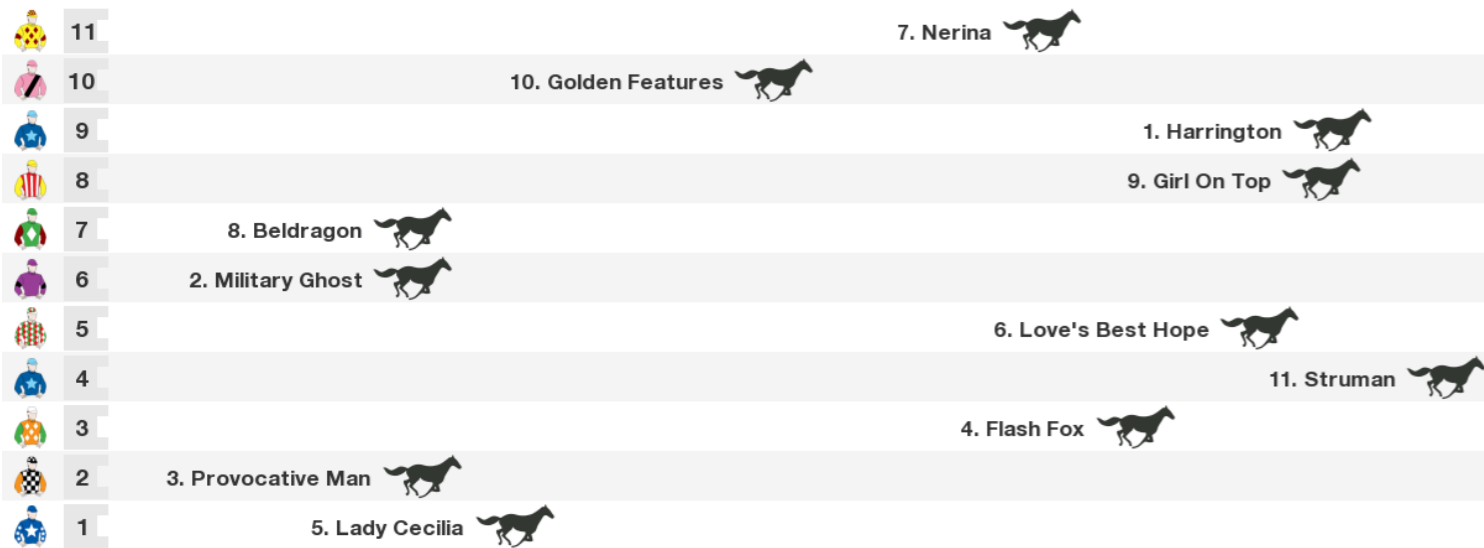 11 7. Nerina
10 10. Golden Features
9 1. Harrington
8 9. Girl On Top
7 8. Beldragon
6 2. Military Ghost
5 6. Love's Best Hope
4 11. Struman
3 4. Flash Fox
2 3. Provocative Man
1 5. Lady Cecilia